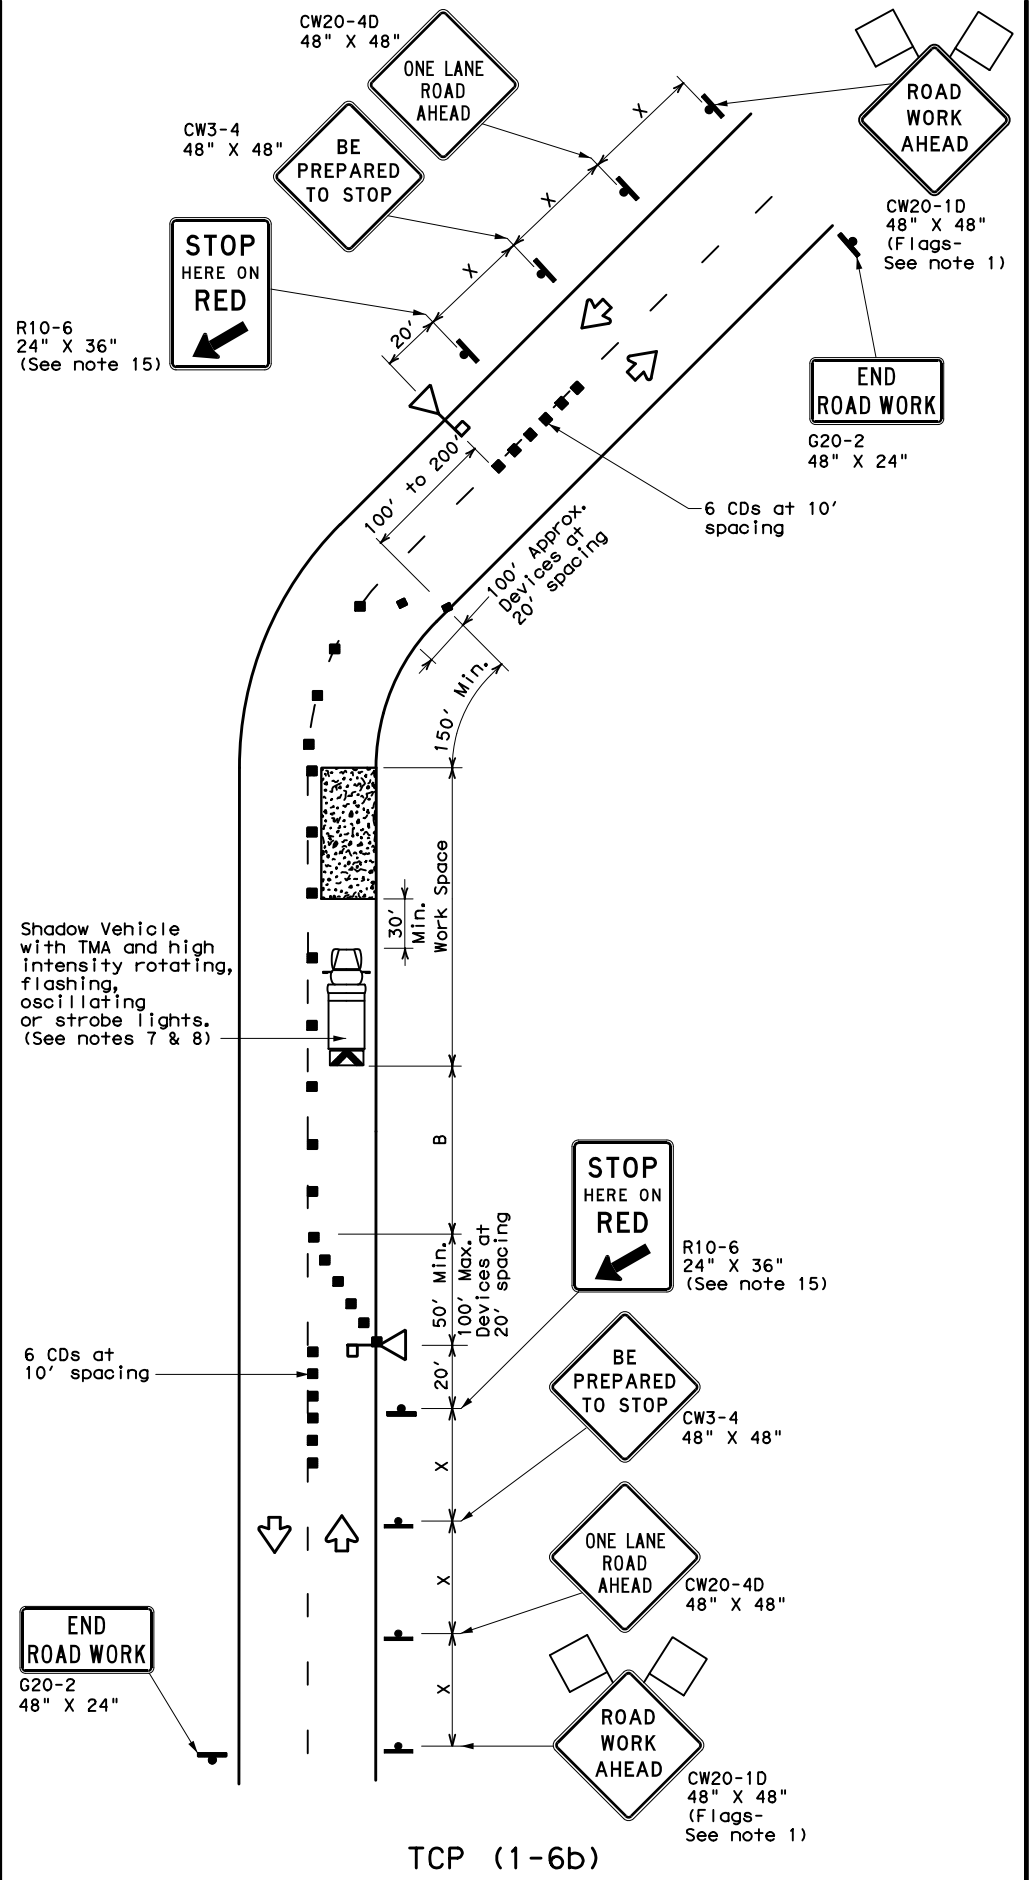 CW20-4D
48" X 48"
ONE LANE
ROAD
AHEAD
ROAD
WORK
AHEAD
CW20-1D
48" X 48"
(Flags-
See note 1)
CW3-4
48" X 48"
BE
PREPARED
TO STOP
X
X
X
20'
STOP
HERE ON
RED
R10-6
24" X 36"
(See note 15)
END
ROAD WORK
G20-2
48" X 24"
100' to 200'
6 CDs at 10'
spacing
100' Approx.
Devices at
20' spacing
150' Min.
Work Space
30'
Min.
Shadow Vehicle
with TMA and high
intensity rotating,
flashing,
oscillating
or strobe lights.
(See notes 7 & 8)
B
50' Min.
100' Max.
Devices at
20' spacing
STOP
HERE ON
RED
R10-6
24" X 36"
(See note 15)
6 CDs at
10' spacing
20'
BE
PREPARED
TO STOP
CW3-4
48" X 48"
X
X
X
ONE LANE
ROAD
AHEAD
CW20-4D
48" X 48"
END
ROAD WORK
G20-2
48" X 24"
ROAD
WORK
AHEAD
CW20-1D
48" X 48"
(Flags-
See note 1)
TCP (1-6b)